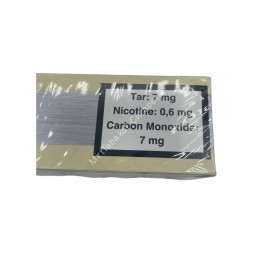 Tar: 7 mg
Nicotine: 0,6 mg
Carbon Monoxide:
7 mg